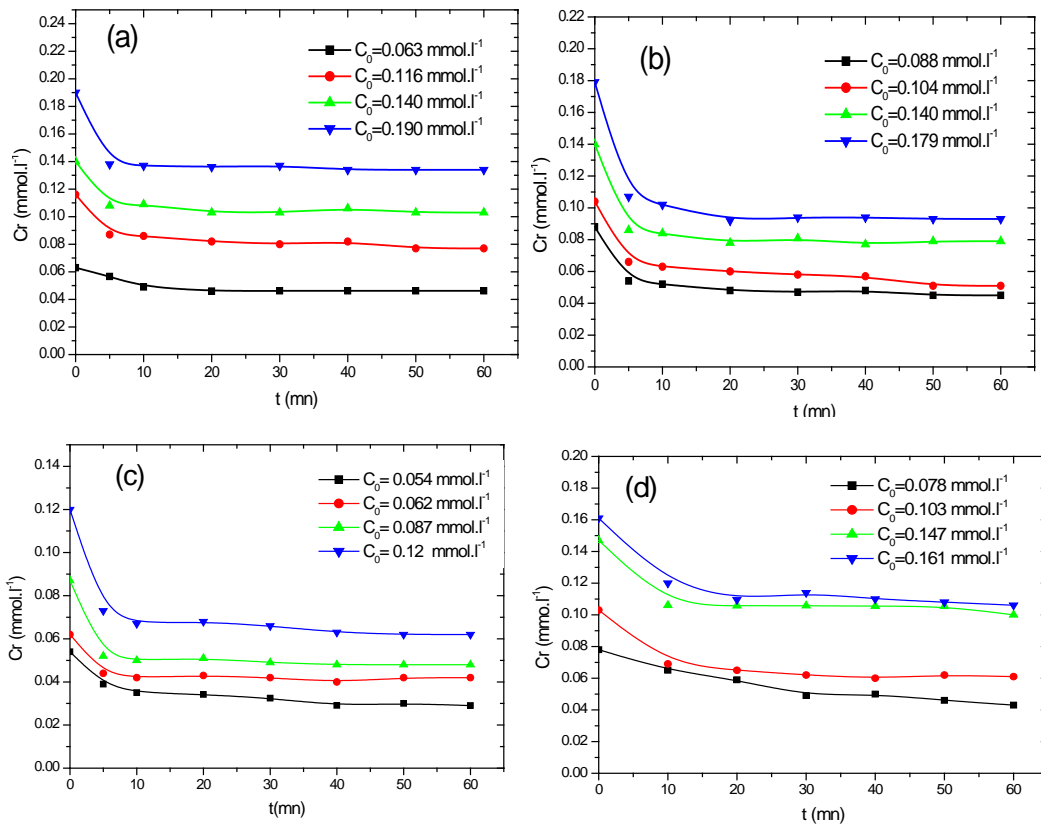 (a)
C₀=0.063 mmol.l⁻¹
C₀=0.116 mmol.l⁻¹
C₀=0.140 mmol.l⁻¹
C₀=0.190 mmol.l⁻¹
Cr (mmol.l⁻¹)
0.24
0.22
0.20
0.18
0.16
0.14
0.12
0.10
0.08
0.06
0.04
0.02
0.00
0 10 20 30 40 50 60
t (mn)
(b)
C₀=0.088 mmol.l⁻¹
C₀=0.104 mmol.l⁻¹
C₀=0.140 mmol.l⁻¹
C₀=0.179 mmol.l⁻¹
Cr (mmol.l⁻¹)
0.22
0.20
0.18
0.16
0.14
0.12
0.10
0.08
0.06
0.04
0.02
0.00
0 10 20 30 40 50 60
t (mn)
(c)
C₀= 0.054 mmol.l⁻¹
C₀= 0.062 mmol.l⁻¹
C₀= 0.087 mmol.l⁻¹
C₀= 0.12 mmol.l⁻¹
Cr (mmol.l⁻¹)
0.14
0.12
0.10
0.08
0.06
0.04
0.02
0.00
0 10 20 30 40 50 60
t(mn)
(d)
C₀=0.078 mmol.l⁻¹
C₀=0.103 mmol.l⁻¹
C₀=0.147 mmol.l⁻¹
C₀=0.161 mmol.l⁻¹
Cr (mmo.l⁻¹)
0.20
0.18
0.16
0.14
0.12
0.10
0.08
0.06
0.04
0.02
0.00
0 10 20 30 40 50 60
t (mn)